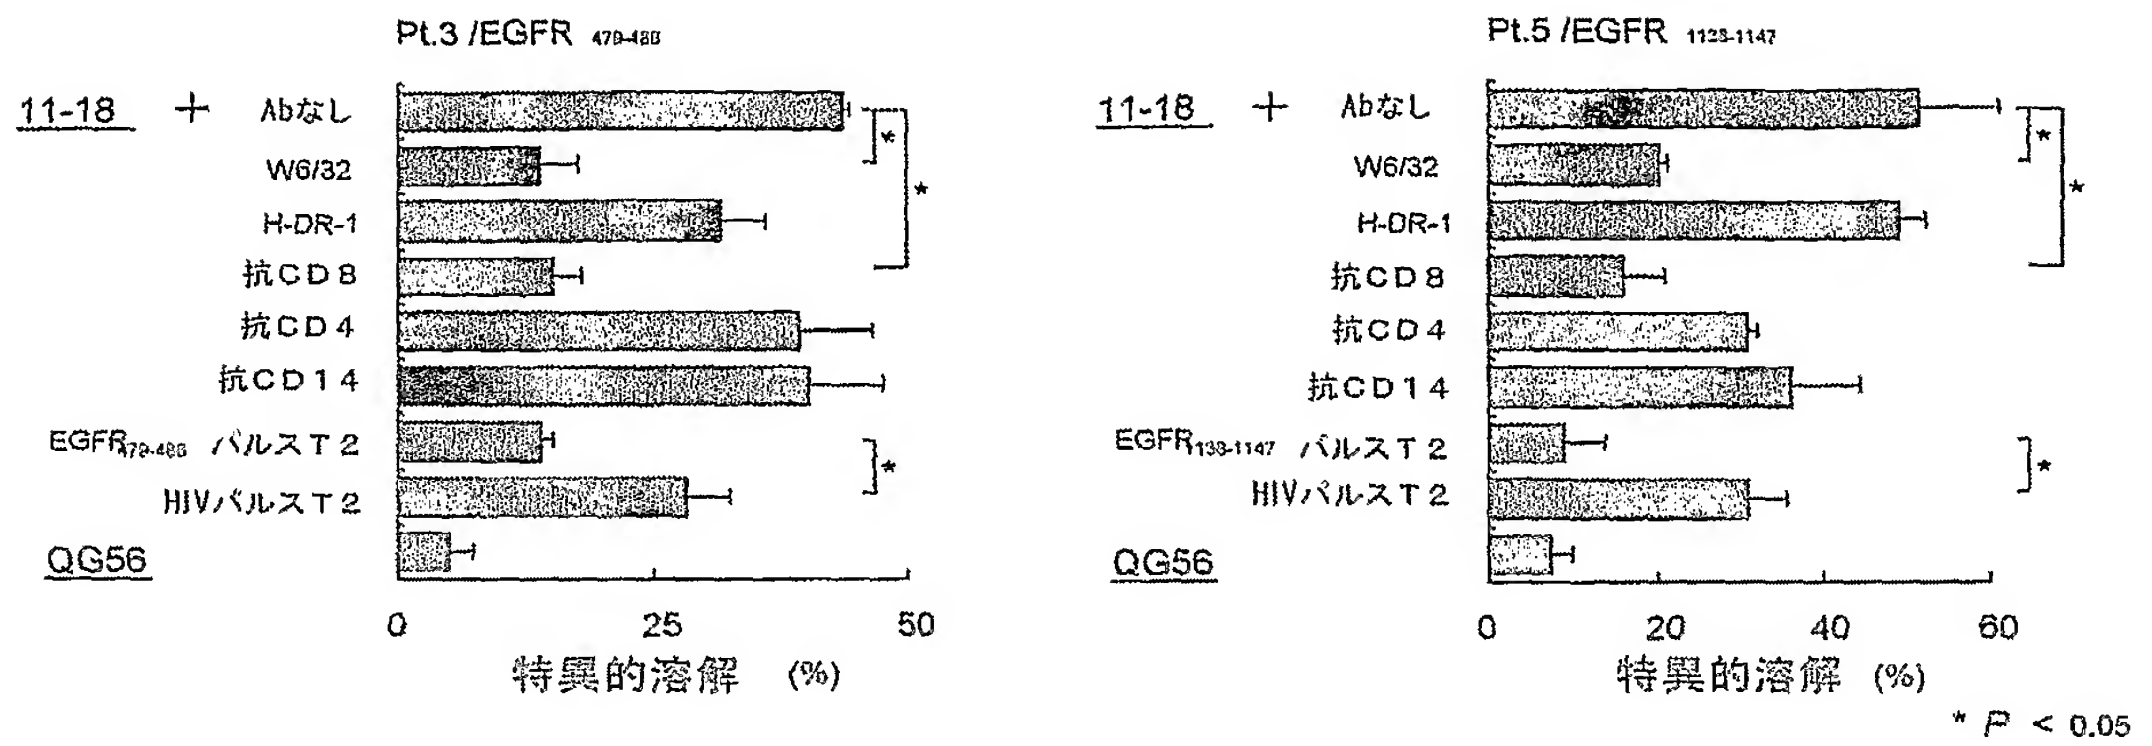 Pt.3 /EGFR 479-488
11-18 + Abなし
W6/32
H-DR-1
抗CD8
抗CD4
抗CD14
EGFR479-488 パルスT2
HIVパルスT2
QG56
0 25 50
特異的溶解 (%)
*
*
*
Pt.5 /EGFR 1138-1147
11-18 + Abなし
W6/32
H-DR-1
抗CD8
抗CD4
抗CD14
EGFR1138-1147 パルスT2
HIVパルスT2
QG56
0 20 40 60
特異的溶解 (%)
*
*
*
* P < 0.05